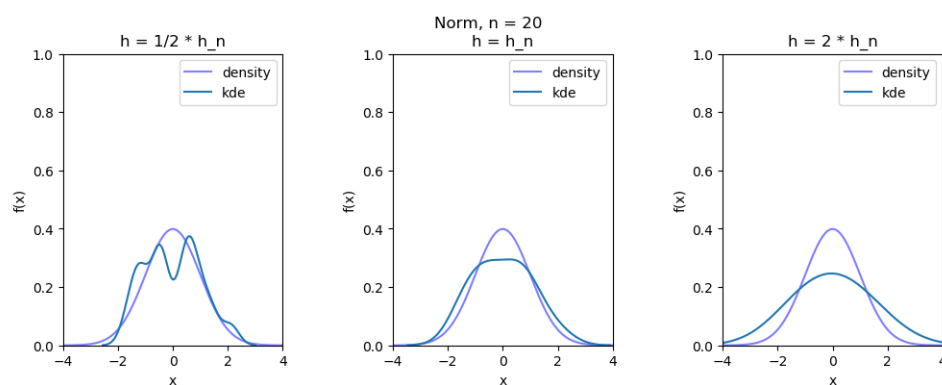 Norm, n = 20
h = 1/2 * h_n
h = h_n
h = 2 * h_n
1.0
0.8
0.6
0.4
0.2
0.0
f(x)
density
kde
−4
−2
0
2
4
x
1.0
0.8
0.6
0.4
0.2
0.0
f(x)
density
kde
−4
−2
0
2
4
x
1.0
0.8
0.6
0.4
0.2
0.0
f(x)
density
kde
−4
−2
0
2
4
x